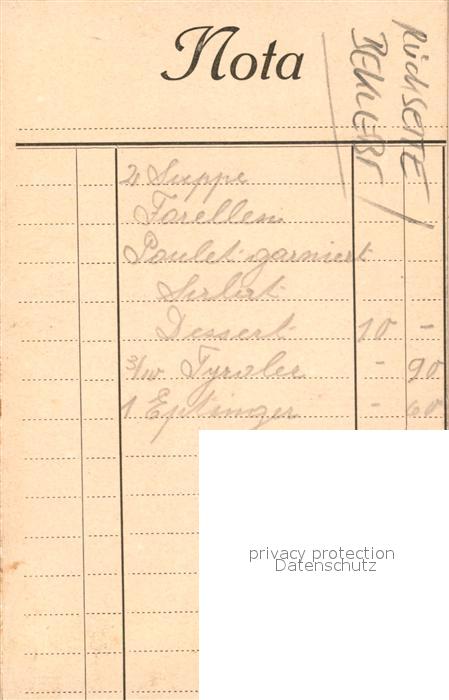 Nota
RÜCKSEITE
BEKLEBT
2 Suppe
Forellen
Poulet garniert
Salat
Dessert 10 -
3/10 Tyroler - 90
1 Eptinger - 60
privacy protection
Datenschutz